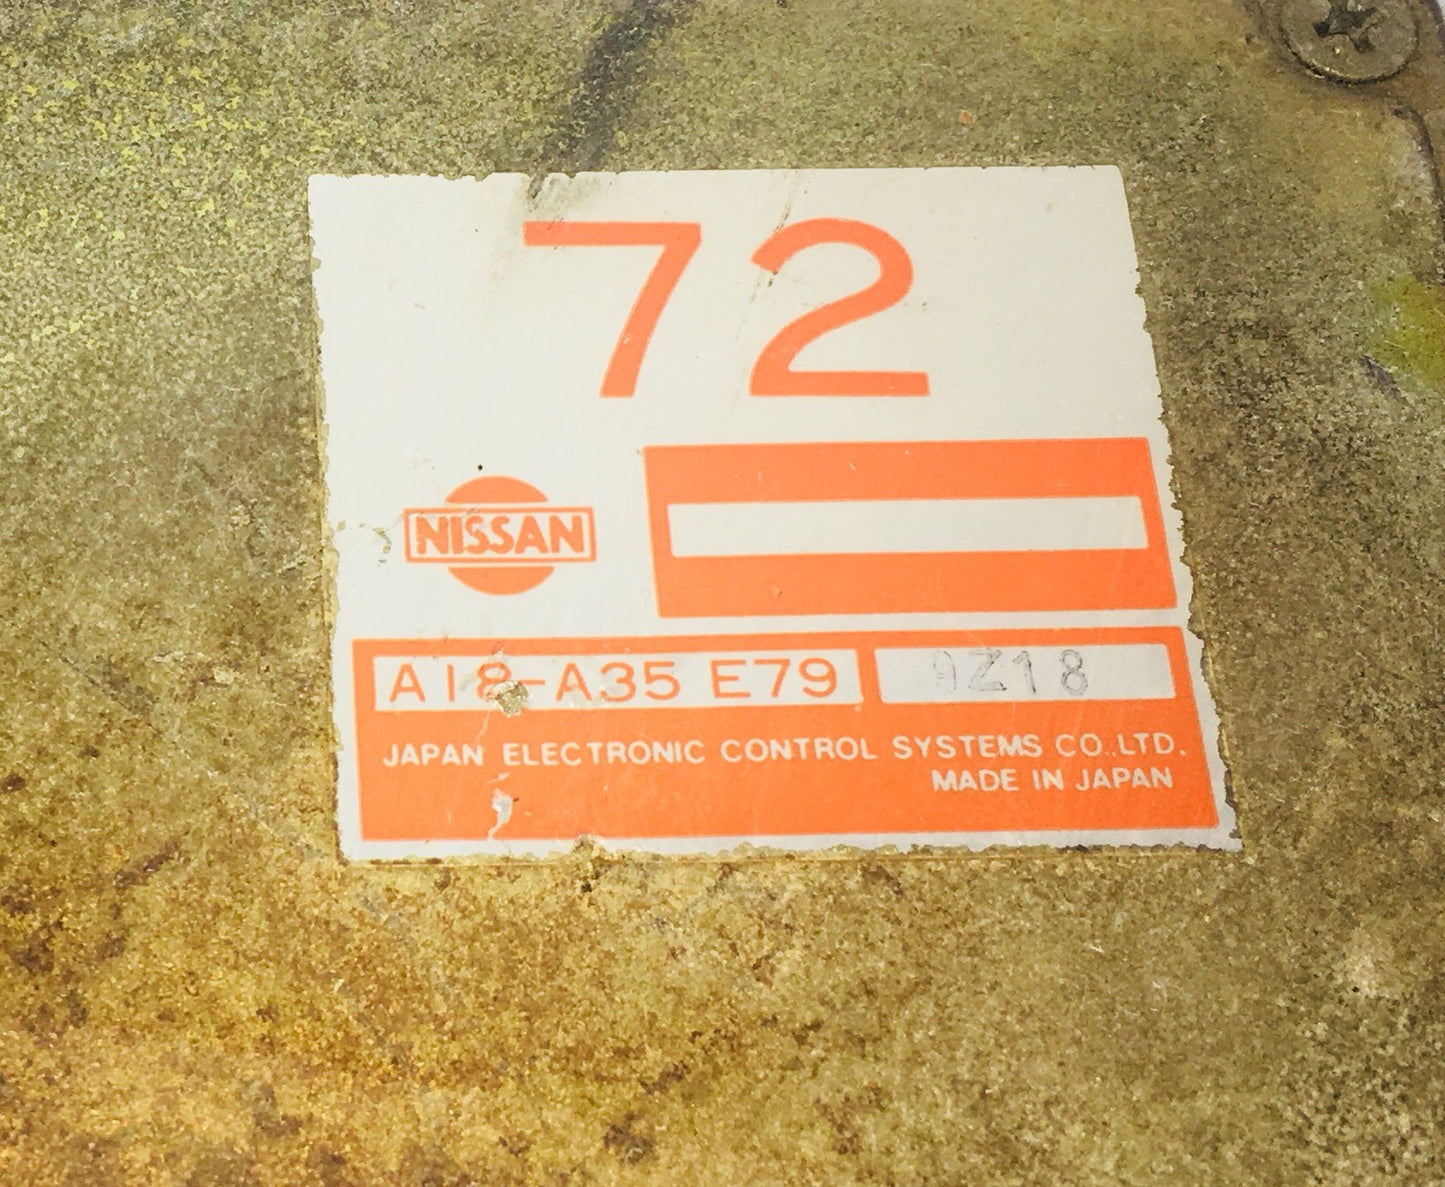 72
NISSAN
A18-A35 E79 9Z18
JAPAN ELECTRONIC CONTROL SYSTEMS CO.,LTD.
MADE IN JAPAN